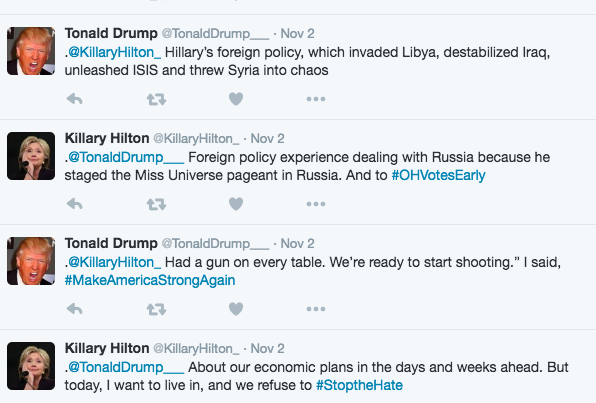 Tonald Drump @TonaldDrump___ · Nov 2
.@KillaryHilton_ Hillary's foreign policy, which invaded Libya, destabilized Iraq,
unleashed ISIS and threw Syria into chaos
Killary Hilton @KillaryHilton_ · Nov 2
.@TonaldDrump___ Foreign policy experience dealing with Russia because he
staged the Miss Universe pageant in Russia. And to #OHVotesEarly
Tonald Drump @TonaldDrump___ · Nov 2
.@KillaryHilton_ Had a gun on every table. We're ready to start shooting.” I said,
#MakeAmericaStrongAgain
Killary Hilton @KillaryHilton_ · Nov 2
.@TonaldDrump___ About our economic plans in the days and weeks ahead. But
today, I want to live in, and we refuse to #StoptheHate